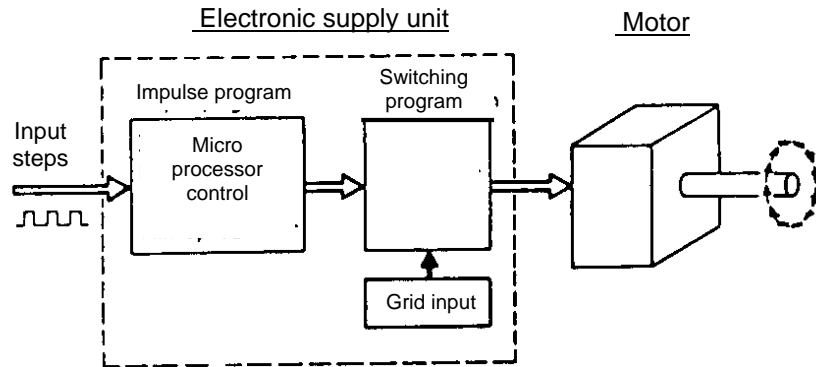 Electronic supply unit
Motor
Impulse program
Switching
program
Input
steps
Micro
processor
control
Grid input